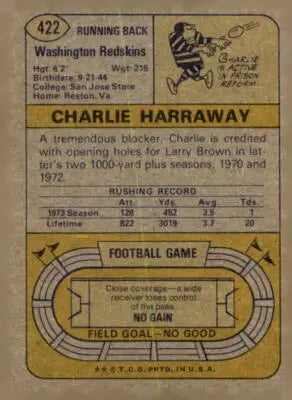 422 RUNNING BACK
Washington Redskins
Hgt: 6'2" Wgt: 216
Birthdate: 9-21-44
College: San Jose State
Home: Reston, Va.
CHARLIE
IS ACTIVE
IN PRISON
REFORM.
CHARLIE HARRAWAY
A tremendous blocker, Charlie is credited
with opening holes for Larry Brown in lat-
ter's two 1000-yard plus seasons, 1970 and
1972.
RUSHING RECORD
Att. Yds. Avg. Tds.
1973 Season 128 452 3.5 1
Lifetime 822 3019 3.7 20
FOOTBALL GAME
Close coverage—a wide
receiver loses control
of the pass
NO GAIN
FIELD GOAL—NO GOOD
** © T.C.G. PRTD. IN U.S.A.